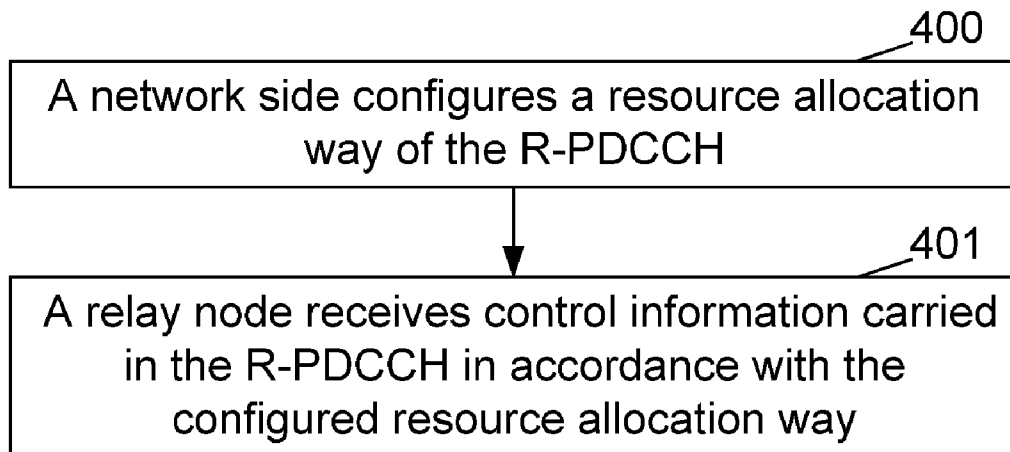 400
A network side configures a resource allocation
way of the R-PDCCH
401
A relay node receives control information carried
in the R-PDCCH in accordance with the
configured resource allocation way